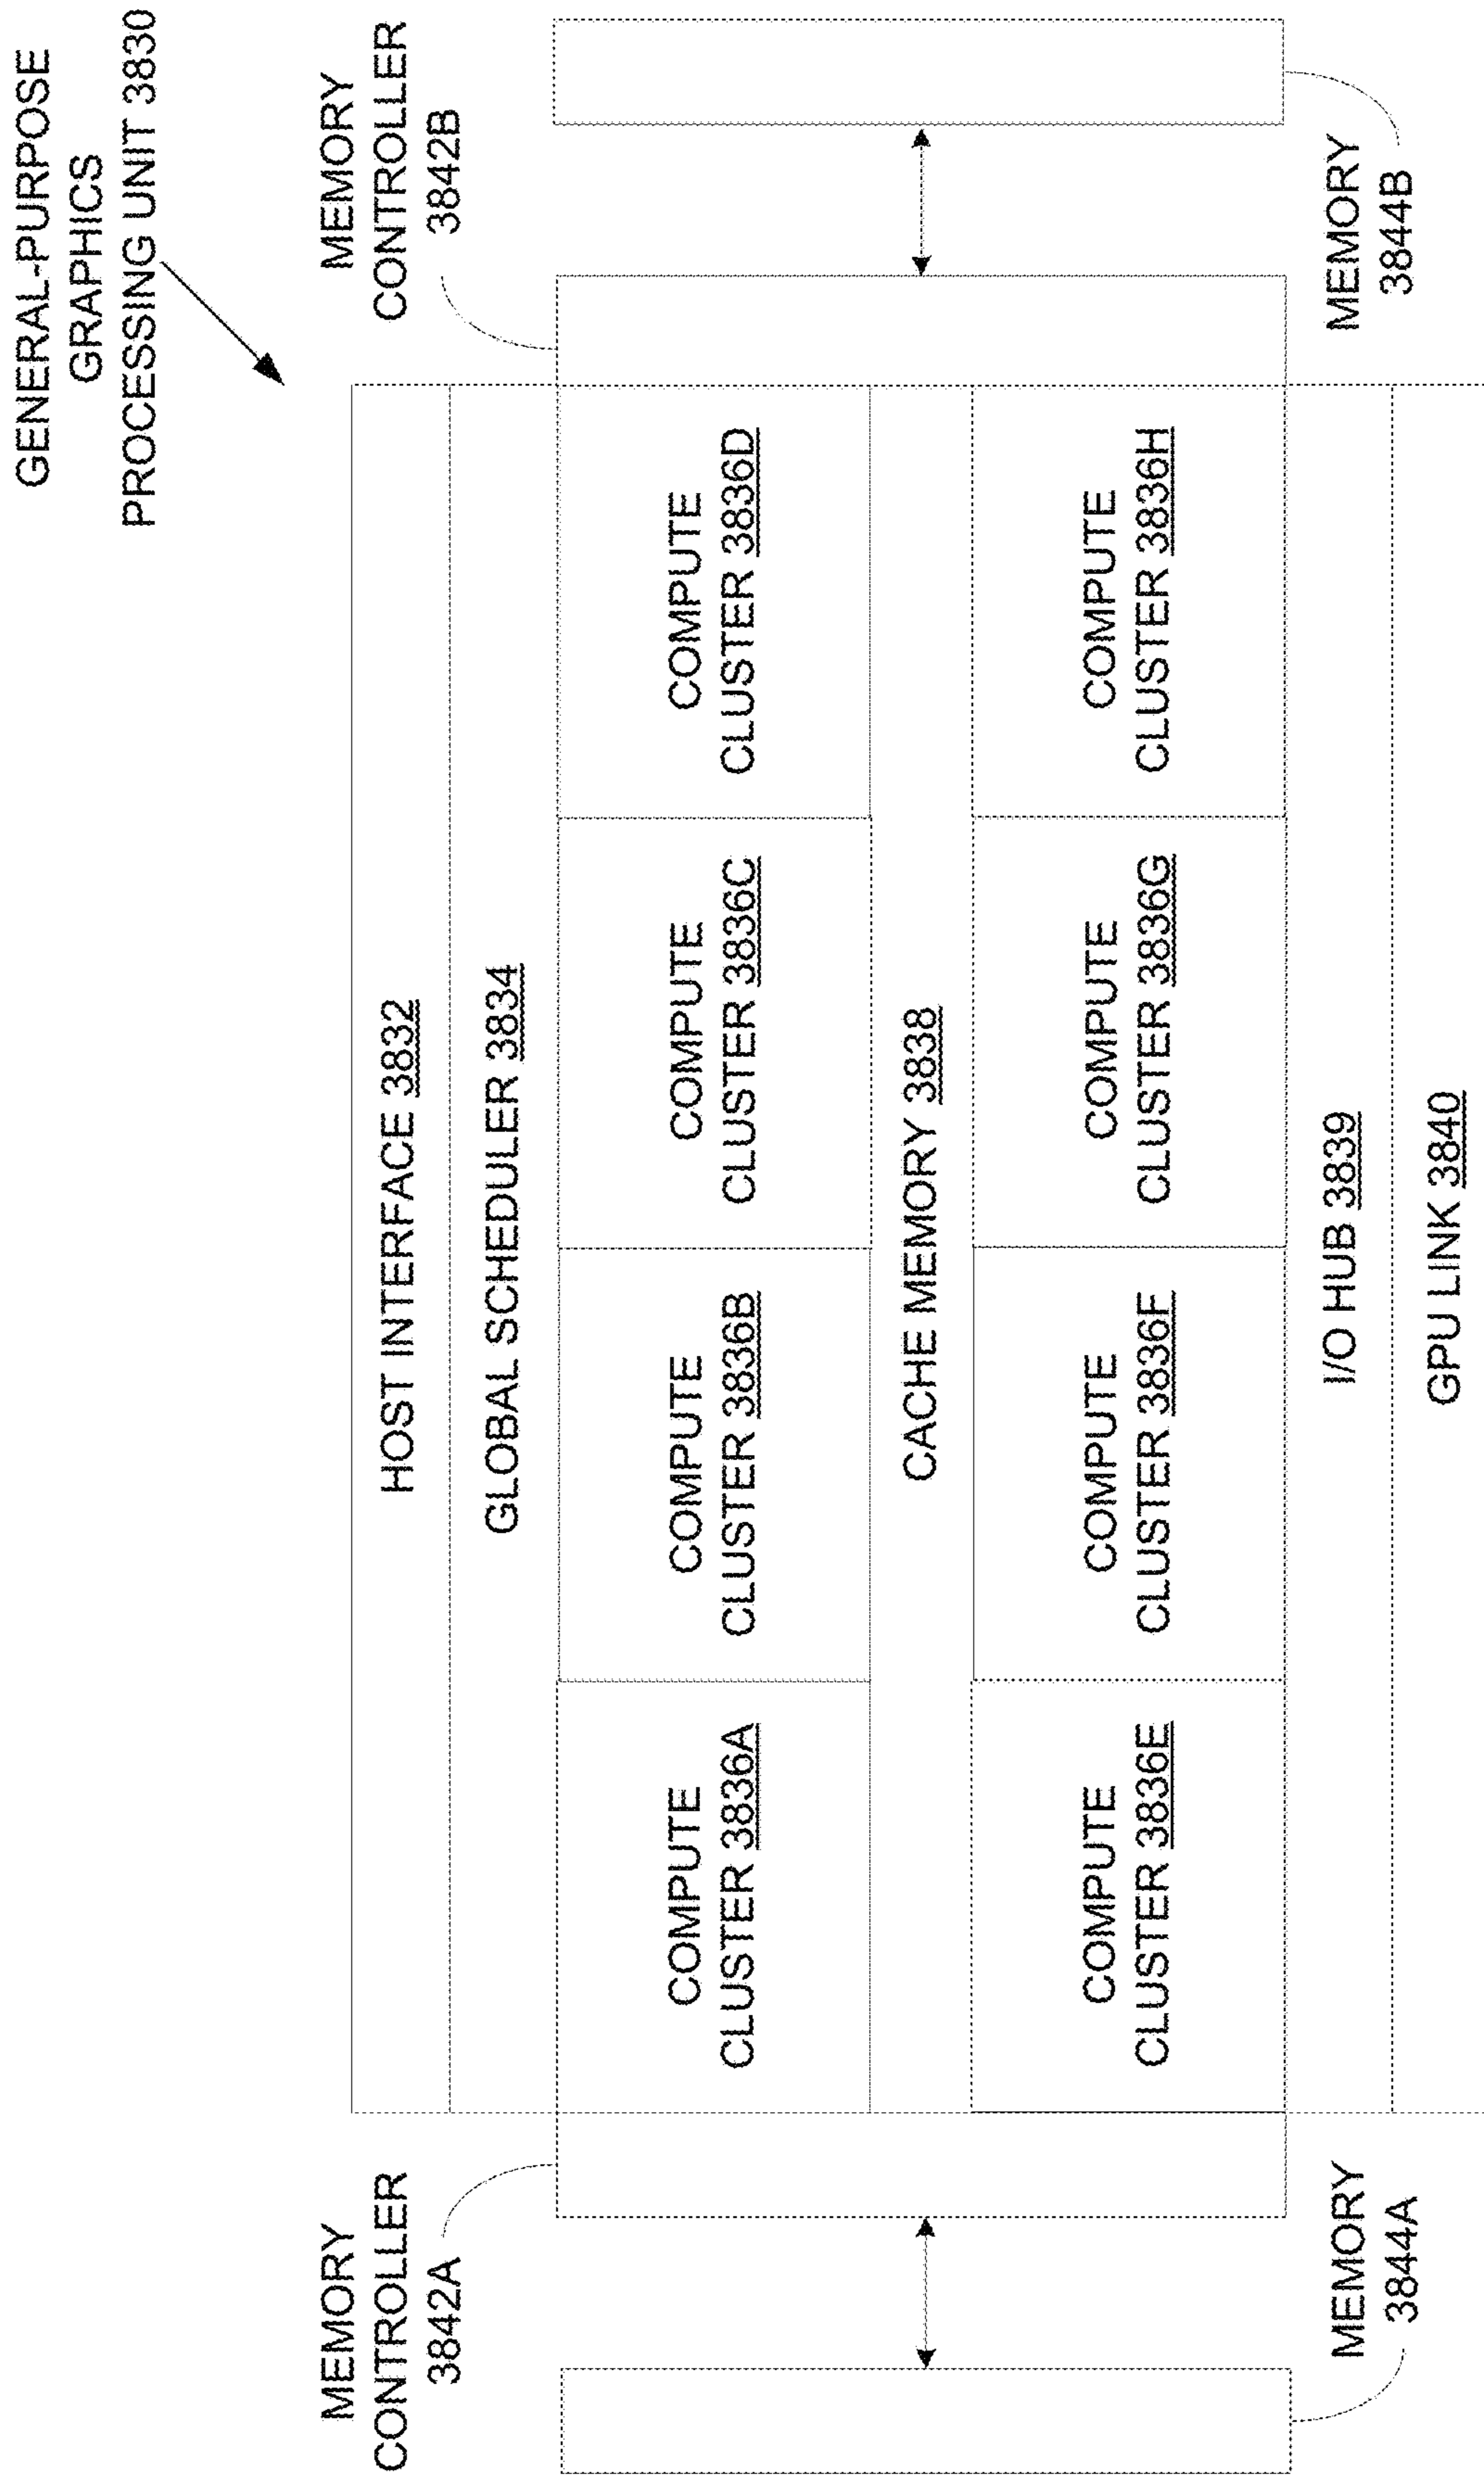 GENERAL-PURPOSE
GRAPHICS
PROCESSING UNIT 3830
MEMORY
CONTROLLER
3842A
MEMORY
CONTROLLER
3842B
HOST INTERFACE 3832
GLOBAL SCHEDULER 3834
COMPUTE
CLUSTER 3836A
COMPUTE
CLUSTER 3836B
COMPUTE
CLUSTER 3836C
COMPUTE
CLUSTER 3836D
CACHE MEMORY 3838
COMPUTE
CLUSTER 3836E
COMPUTE
CLUSTER 3836F
COMPUTE
CLUSTER 3836G
COMPUTE
CLUSTER 3836H
I/O HUB 3839
GPU LINK 3840
MEMORY
3844A
MEMORY
3844B